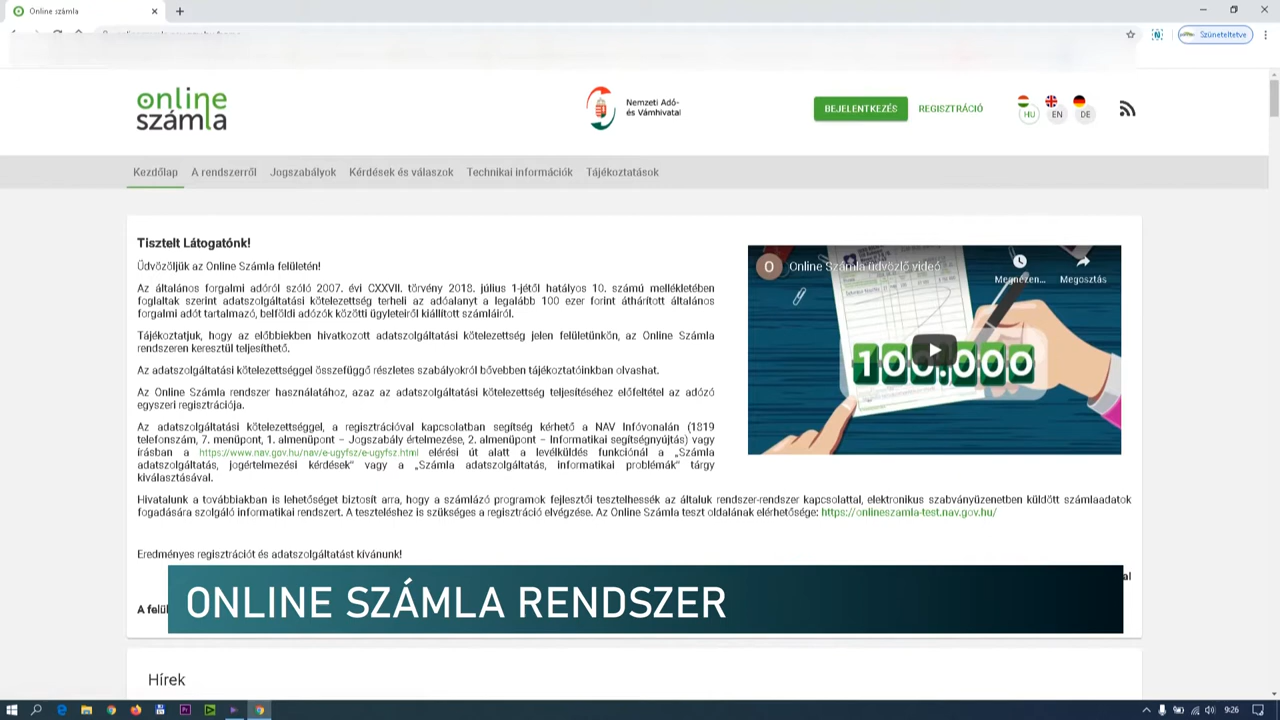 Online számla
Szüneteltetve
online
számla
Nemzeti Adó-
és Vámhivatal
BEJELENTKEZÉS
REGISZTRÁCIÓ
HU
EN
DE
Kezdőlap
A rendszerről
Jogszabályok
Kérdések és válaszok
Technikai információk
Tájékoztatások
Tisztelt Látogatónk!
Üdvözöljük az Online Számla felületén!
Az általános forgalmi adóról szóló 2007. évi CXXVII. törvény 2018. július 1-jétől hatályos 10. számú mellékletében
foglaltak szerint adatszolgáltatási kötelezettség terheli az adóalanyt a legalább 100 ezer forint áthárított általános
forgalmi adót tartalmazó, belföldi adózók közötti ügyleteiről kiállított számláiról.
Tájékoztatjuk, hogy az előbbiekben hivatkozott adatszolgáltatási kötelezettség jelen felületünkön, az Online Számla
rendszeren keresztül teljesíthető.
Az adatszolgáltatási kötelezettséggel összefüggő részletes szabályokról bővebben tájékoztatóinkban olvashat.
Az Online Számla rendszer használatához, azaz az adatszolgáltatási kötelezettség teljesítéséhez előfeltétel az adózó
egyszeri regisztrációja.
Az adatszolgáltatási kötelezettséggel, a regisztrációval kapcsolatban segítség kérhető a NAV Infóvonalán (1819
telefonszám, 7. menüpont, 1. almenüpont – Jogszabály értelmezése, 2. almenüpont – Informatikai segítségnyújtás) vagy
írásban a https://www.nav.gov.hu/nav/e-ugyfsz/e-ugyfsz.html elérési út alatt a levélküldés funkciónál a „Számla
adatszolgáltatás, jogértelmezési kérdések” vagy a „Számla adatszolgáltatás, informatikai problémák” tárgy
kiválasztásával.
O
Online Számla üdvözlő videó
Megnézen...
Megosztás
100.000
Hivatalunk a továbbiakban is lehetőséget biztosít arra, hogy a számlázó programok fejlesztői tesztelhessék az általuk rendszer-rendszer kapcsolattal, elektronikus szabványüzenetben küldött számlaadatok
fogadására szolgáló informatikai rendszert. A teszteléshez is szükséges a regisztráció elvégzése. Az Online Számla teszt oldalának elérhetősége: https://onlineszamla-test.nav.gov.hu/
Eredményes regisztrációt és adatszolgáltatást kívánunk!
ONLINE SZÁMLA RENDSZER
Hírek
9:26